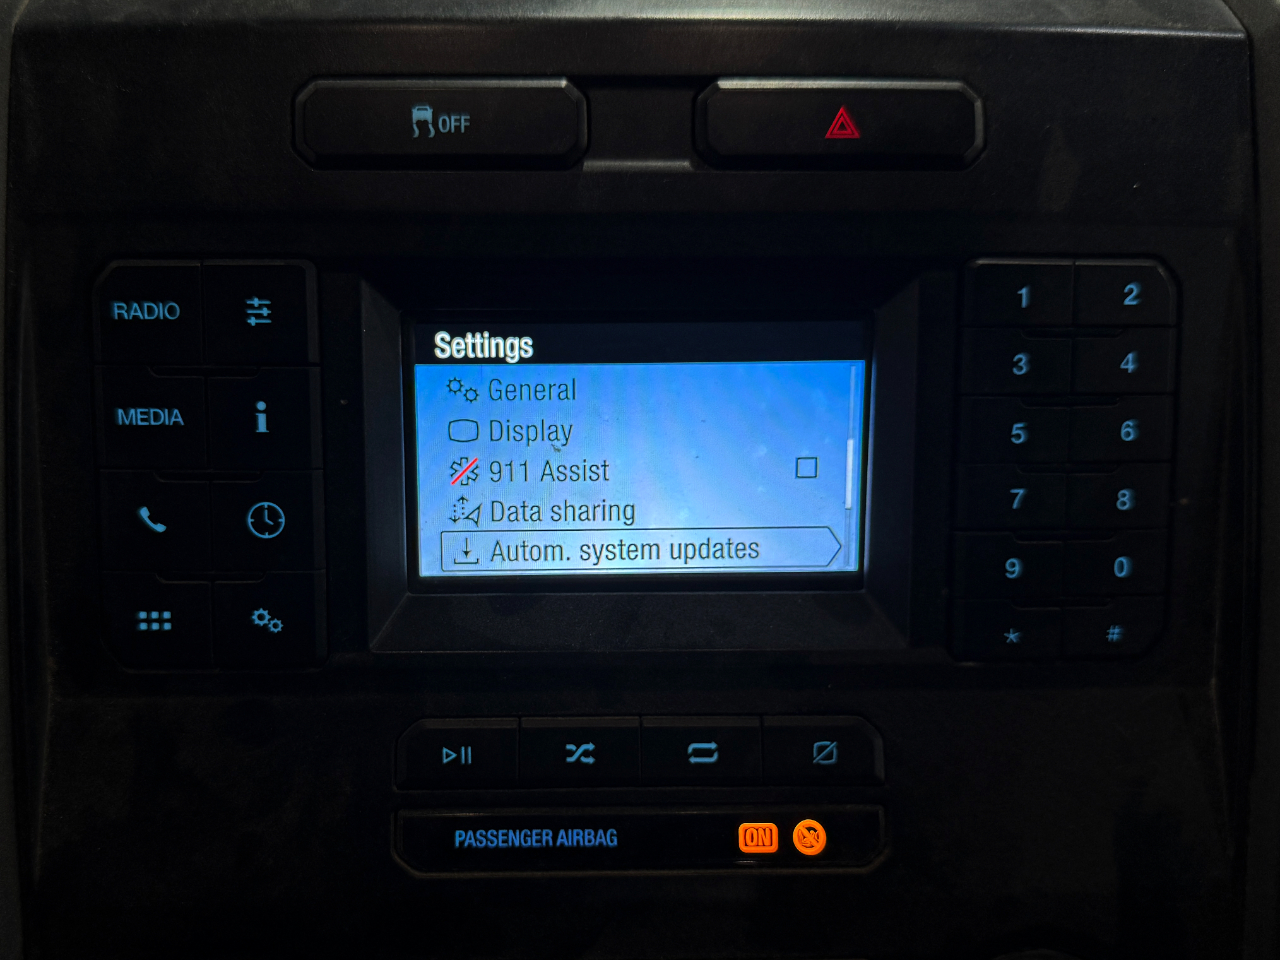 OFF
RADIO
MEDIA
Settings
General
Display
911 Assist
Data sharing
Autom. system updates
1 2
3 4
5 6
7 8
9 0
* #
PASSENGER AIRBAG ON